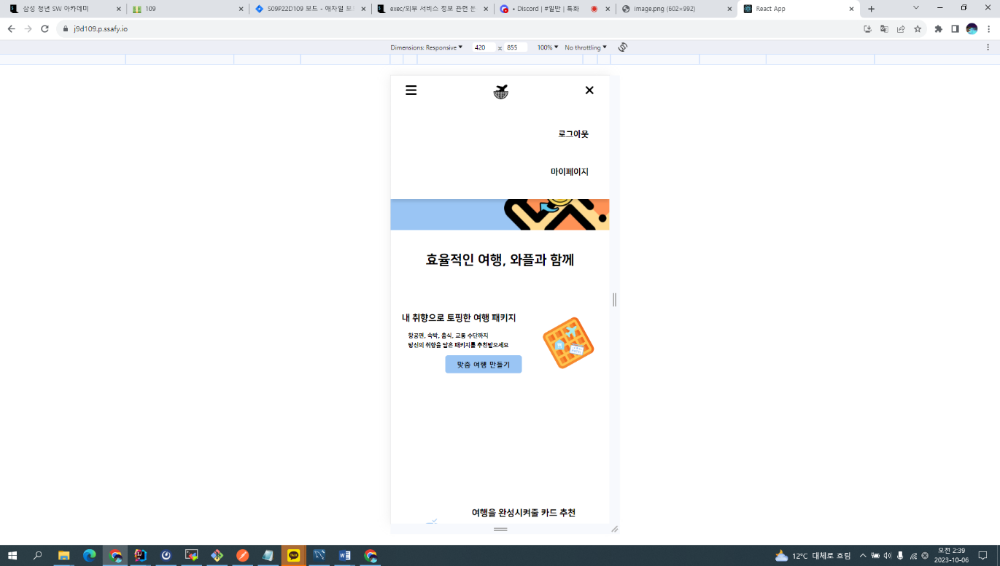 삼성 청년 SW 아카데미
109
S09P22D109 보드 - 애자일 보드
exec/외부 서비스 정보 관련 문
• Discord | #일반 | 특화
image.png (602×992)
React App
j9d109.p.ssafy.io
Dimensions: Responsive 420 x 855 100% No throttling
로그아웃
마이페이지
효율적인 여행, 와플과 함께
내 취향으로 토핑한 여행 패키지
항공편, 숙박, 음식, 교통 수단까지
당신의 취향을 담은 패키지를 추천받으세요
맞춤 여행 만들기
여행을 완성시켜줄 카드 추천
TALK
12°C 대체로 흐림
오전 2:39
2023-10-06